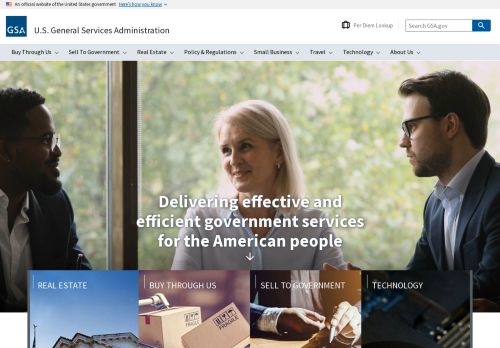 An official website of the United States government Here's how you know
GSA U.S. General Services Administration
Per Diem Lookup
Search GSA.gov
Buy Through Us Sell To Government Real Estate Policy & Regulations Small Business Travel Technology About Us
Delivering effective and
efficient government services
for the American people
REAL ESTATE BUY THROUGH US SELL TO GOVERNMENT TECHNOLOGY
FRAGILE
FRAGILE